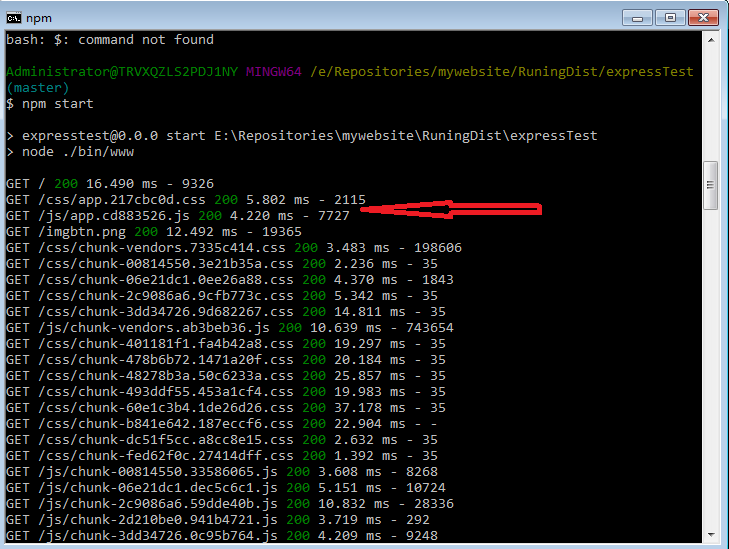 npm
bash: $: command not found
Administrator@TRVXQZLS2PDJ1NY MINGW64 /e/Repositories/mywebsite/RuningDist/expressTest
(master)
$ npm start
> expresstest@0.0.0 start E:\Repositories\mywebsite\RuningDist\expressTest
> node ./bin/www
GET / 200 16.490 ms - 9326
GET /css/app.217cbc0d.css 200 5.802 ms - 2115
GET /js/app.cd883526.js 200 4.220 ms - 7727
GET /imgbtn.png 200 12.492 ms - 19365
GET /css/chunk-vendors.7335c414.css 200 3.483 ms - 198606
GET /css/chunk-00814550.3e21b35a.css 200 2.236 ms - 35
GET /css/chunk-06e21dc1.0ee26a88.css 200 4.370 ms - 1843
GET /css/chunk-2c9086a6.9cfb773c.css 200 5.342 ms - 35
GET /css/chunk-3dd34726.9d682267.css 200 14.811 ms - 35
GET /js/chunk-vendors.ab3beb36.js 200 10.639 ms - 743654
GET /css/chunk-401181f1.fa4b42a8.css 200 19.297 ms - 35
GET /css/chunk-478b6b72.1471a20f.css 200 20.184 ms - 35
GET /css/chunk-48278b3a.50c6233a.css 200 25.857 ms - 35
GET /css/chunk-493ddf55.453a1cf4.css 200 19.983 ms - 35
GET /css/chunk-60e1c3b4.1de26d26.css 200 37.178 ms - 35
GET /css/chunk-b841e642.187eccf6.css 200 22.904 ms - -
GET /css/chunk-dc51f5cc.a8cc8e15.css 200 2.632 ms - 35
GET /css/chunk-fed62f0c.27414dff.css 200 1.392 ms - 35
GET /js/chunk-00814550.33586065.js 200 3.608 ms - 8268
GET /js/chunk-06e21dc1.dec5c6c1.js 200 5.151 ms - 10724
GET /js/chunk-2c9086a6.59dde40b.js 200 10.832 ms - 28336
GET /js/chunk-2d210be0.941b4721.js 200 3.719 ms - 292
GET /js/chunk-3dd34726.0c95b764.js 200 4.209 ms - 9248